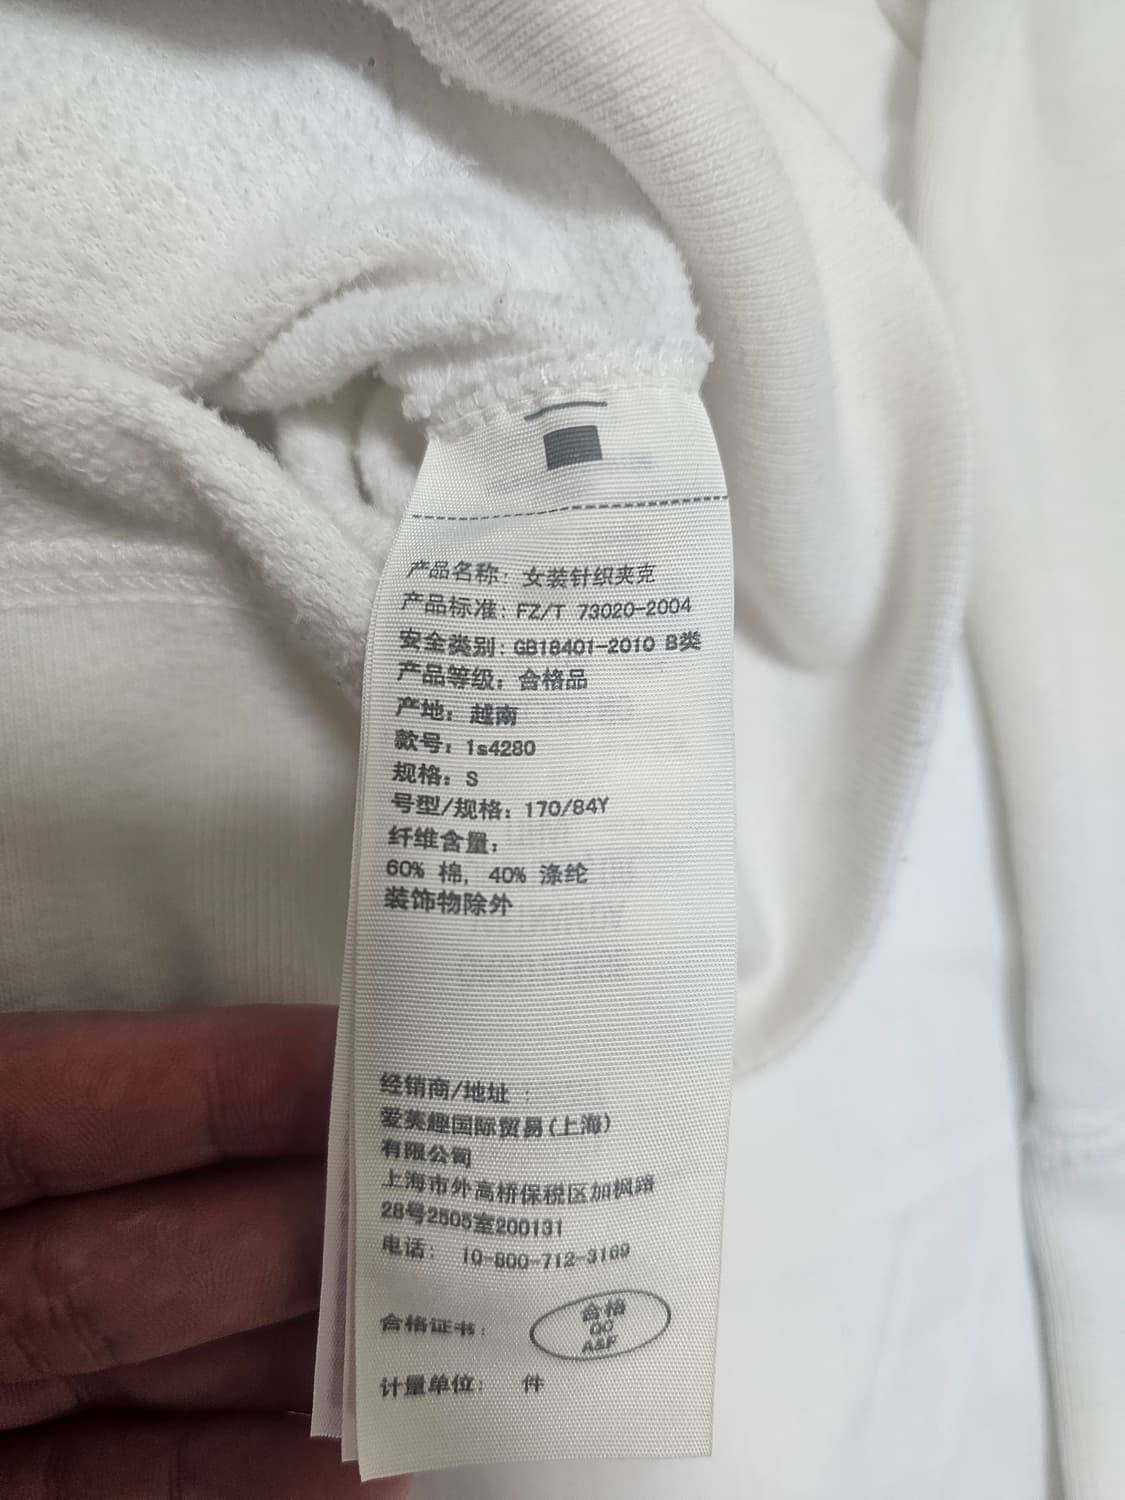 产品名称: 女装针织夹克
产品标准: FZ/T 73020-2004
安全类别: GB18401-2010 B类
产品等级: 合格品
产地: 越南
款号: 1s4280
规格: S
号型/规格: 170/84Y
纤维含量:
60% 棉, 40% 涤纶
装饰物除外
经销商/地址 :
爱芙趣国际贸易(上海)
有限公司
上海市外高桥保税区加枫路
28号2505室200131
电话: 10-800-712-3169
合格证书:
合格
QC
A&F
计量单位: 件